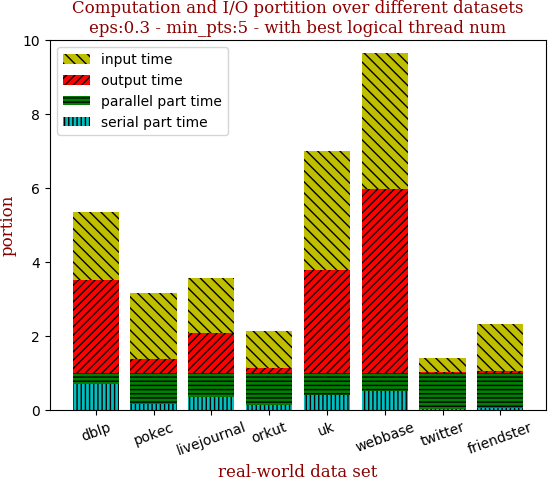 Computation and I/O portition over different datasets
eps:0.3 - min_pts:5 - with best logical thread num
10
8
6
4
2
0
portion
input time
output time
parallel part time
serial part time
dblp
pokec
livejournal
orkut
uk
webbase
twitter
friendster
real-world data set